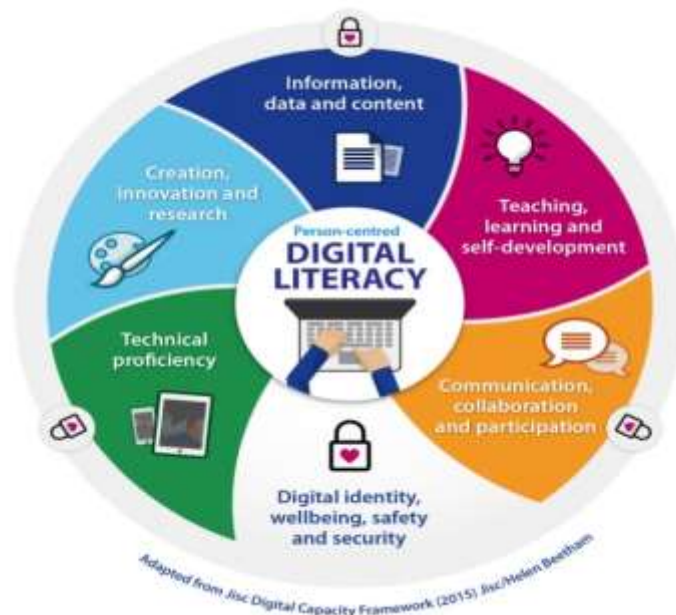 Information,
data and content
Teaching,
learning and
self-development
Communication,
collaboration
and participation
Digital identity,
wellbeing, safety
and security
Technical
proficiency
Creation,
innovation and
research
Person-centred
DIGITAL
LITERACY
Adapted from Jisc Digital Capacity Framework (2015) Jisc/Helen Beetham